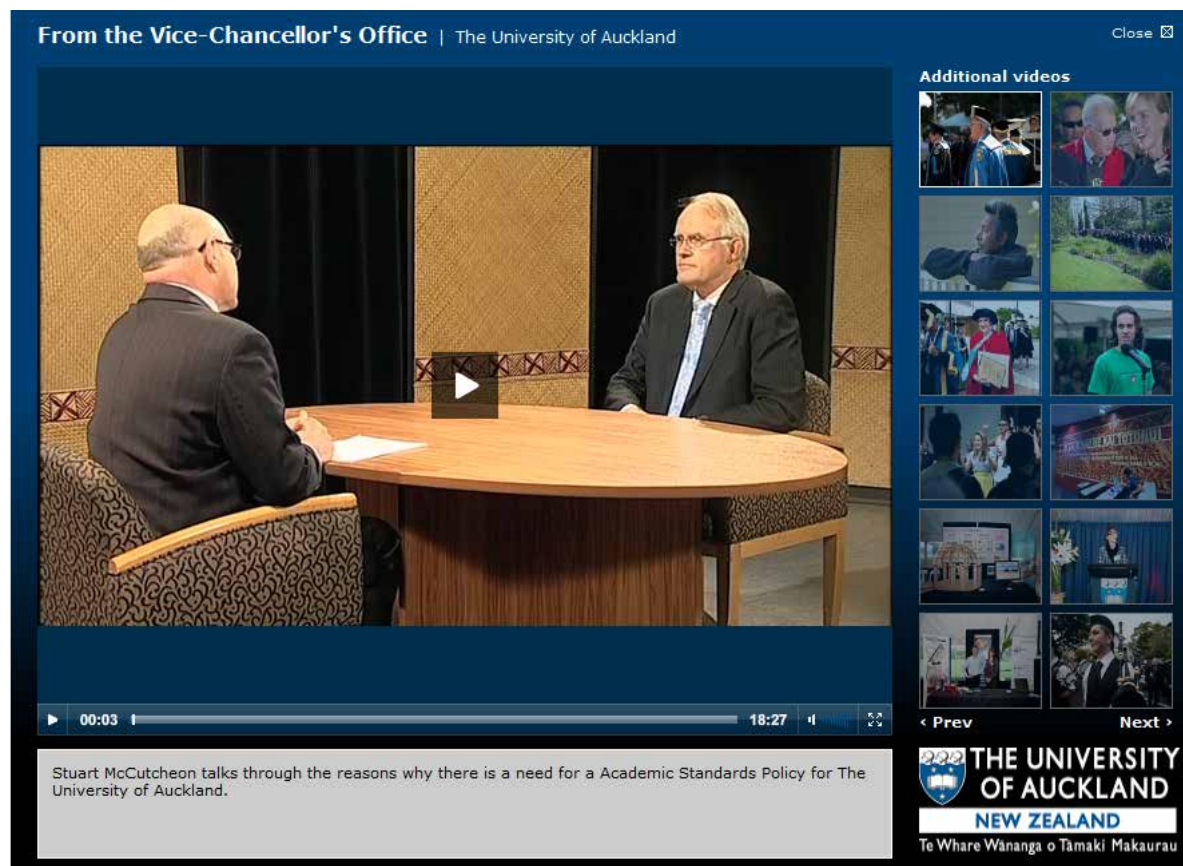 From the Vice-Chancellor's Office | The University of Auckland
Close
Additional videos
00:03
18:27
‹ Prev
Next ›
Stuart McCutcheon talks through the reasons why there is a need for a Academic Standards Policy for The
University of Auckland.
THE UNIVERSITY
OF AUCKLAND
NEW ZEALAND
Te Whare Wānanga o Tāmaki Makaurau